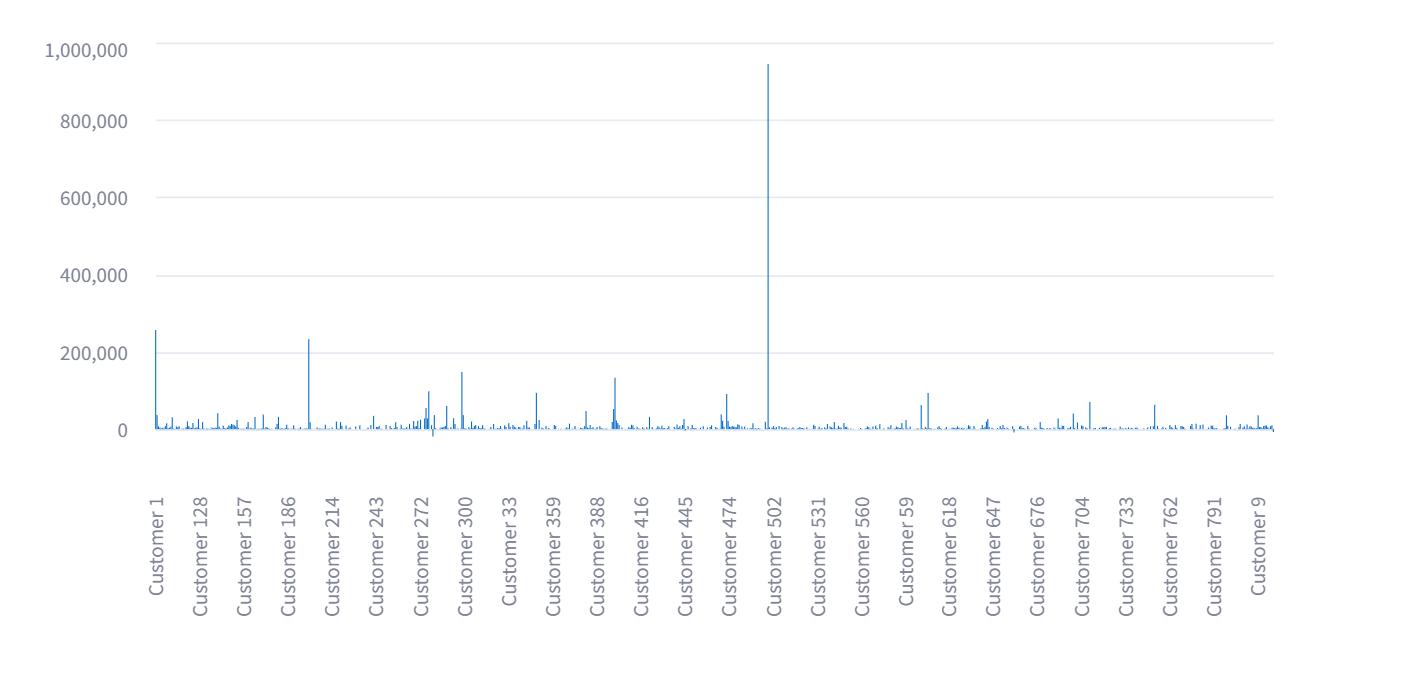 1,000,000
800,000
600,000
400,000
200,000
0
Customer 1
Customer 128
Customer 157
Customer 186
Customer 214
Customer 243
Customer 272
Customer 300
Customer 33
Customer 359
Customer 388
Customer 416
Customer 445
Customer 474
Customer 502
Customer 531
Customer 560
Customer 59
Customer 618
Customer 647
Customer 676
Customer 704
Customer 733
Customer 762
Customer 791
Customer 9